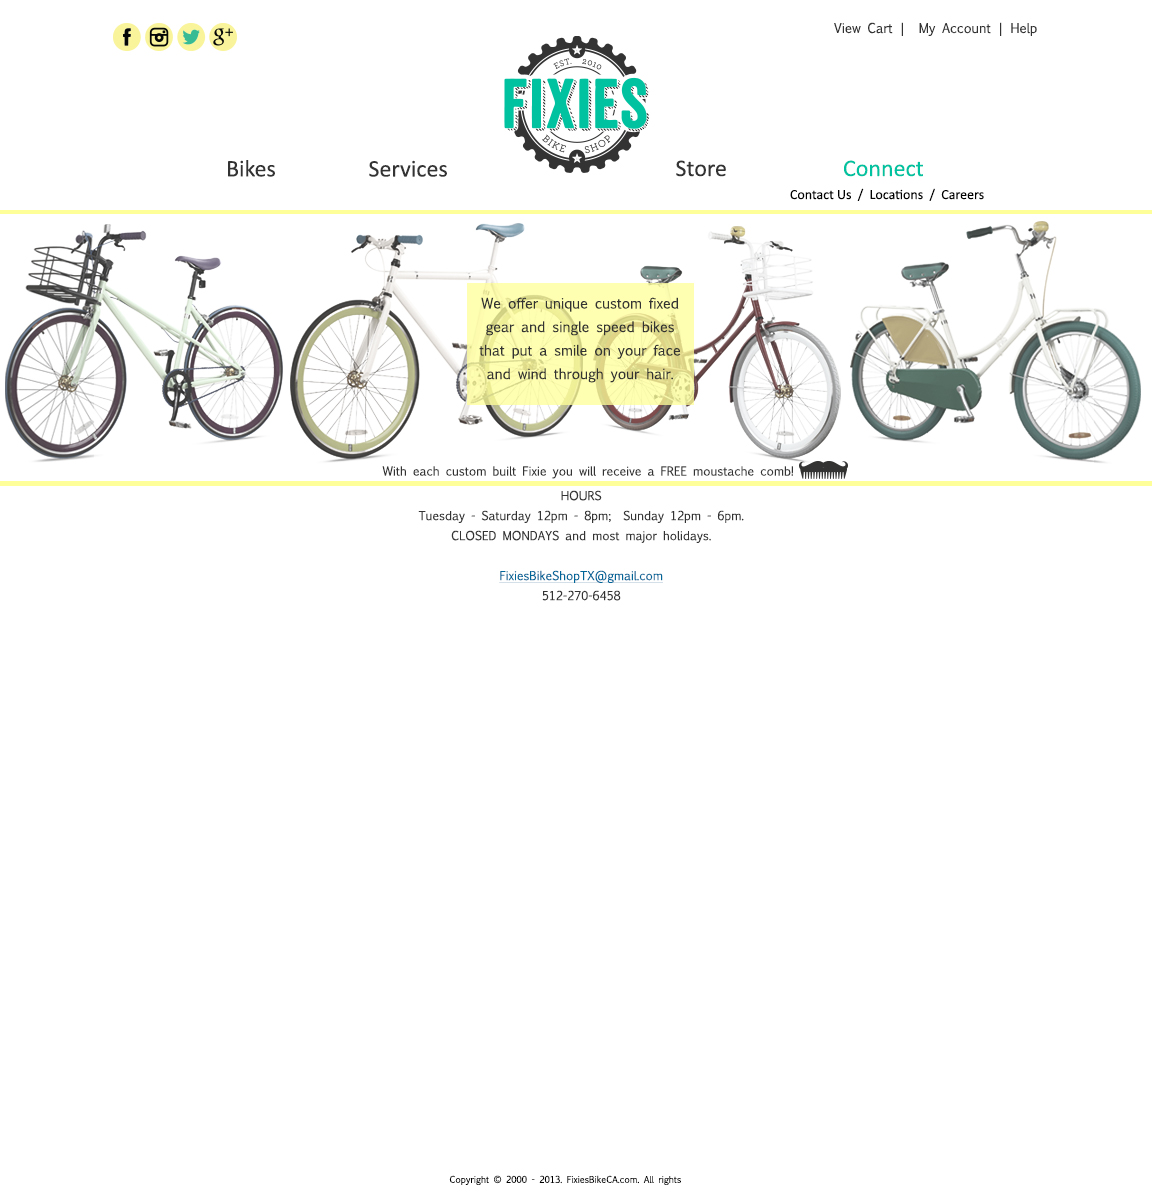 f g+
View Cart | My Account | Help
EST. 2010
FIXIES
BIKE SHOP
Bikes Services Store Connect
Contact Us / Locations / Careers
We offer unique custom fixed
gear and single speed bikes
that put a smile on your face
and wind through your hair.
With each custom built Fixie you will receive a FREE moustache comb!
HOURS
Tuesday - Saturday 12pm - 8pm; Sunday 12pm - 6pm.
CLOSED MONDAYS and most major holidays.
FixiesBikeShopTX@gmail.com
512-270-6458
Copyright © 2000 - 2013. FixiesBikeCA.com. All rights